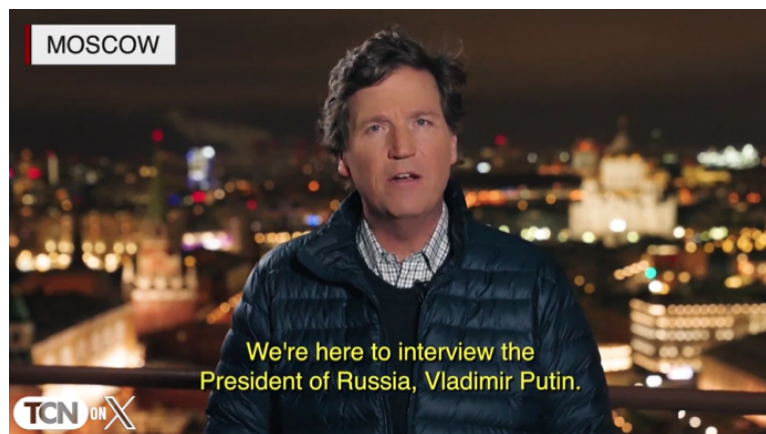 MOSCOW
We're here to interview the
President of Russia, Vladimir Putin.
TCN ON X